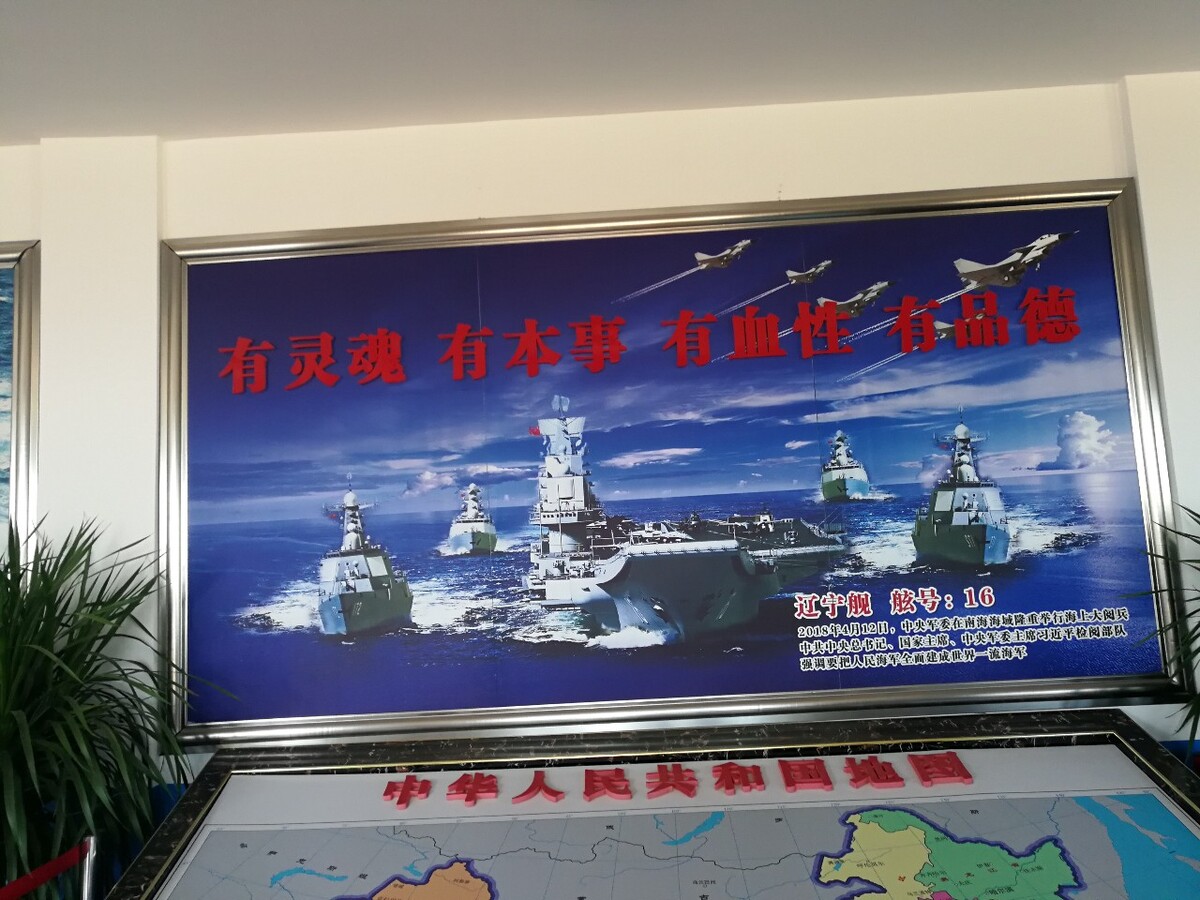 有灵魂 有本事 有血性 有品德
辽宁舰 舷号:16
2018年4月12日,中央军委在南海海域隆重举行海上大阅兵
中共中央总书记、国家主席、中央军委主席习近平检阅部队
强调要把人民海军全面建成世界一流海军
中华人民共和国地图